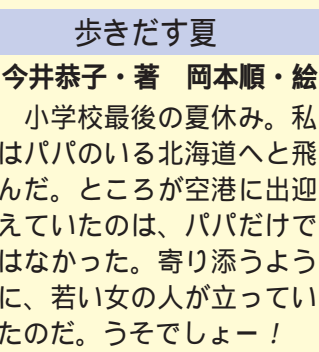 歩きだす夏
今井恭子・著　岡本順・絵
　小学校最後の夏休み。私
はパパのいる北海道へと飛
んだ。ところが空港に出迎
えていたのは、パパだけで
はなかった。寄り添うよう
に、若い女の人が立ってい
たのだ。うそでしょー！